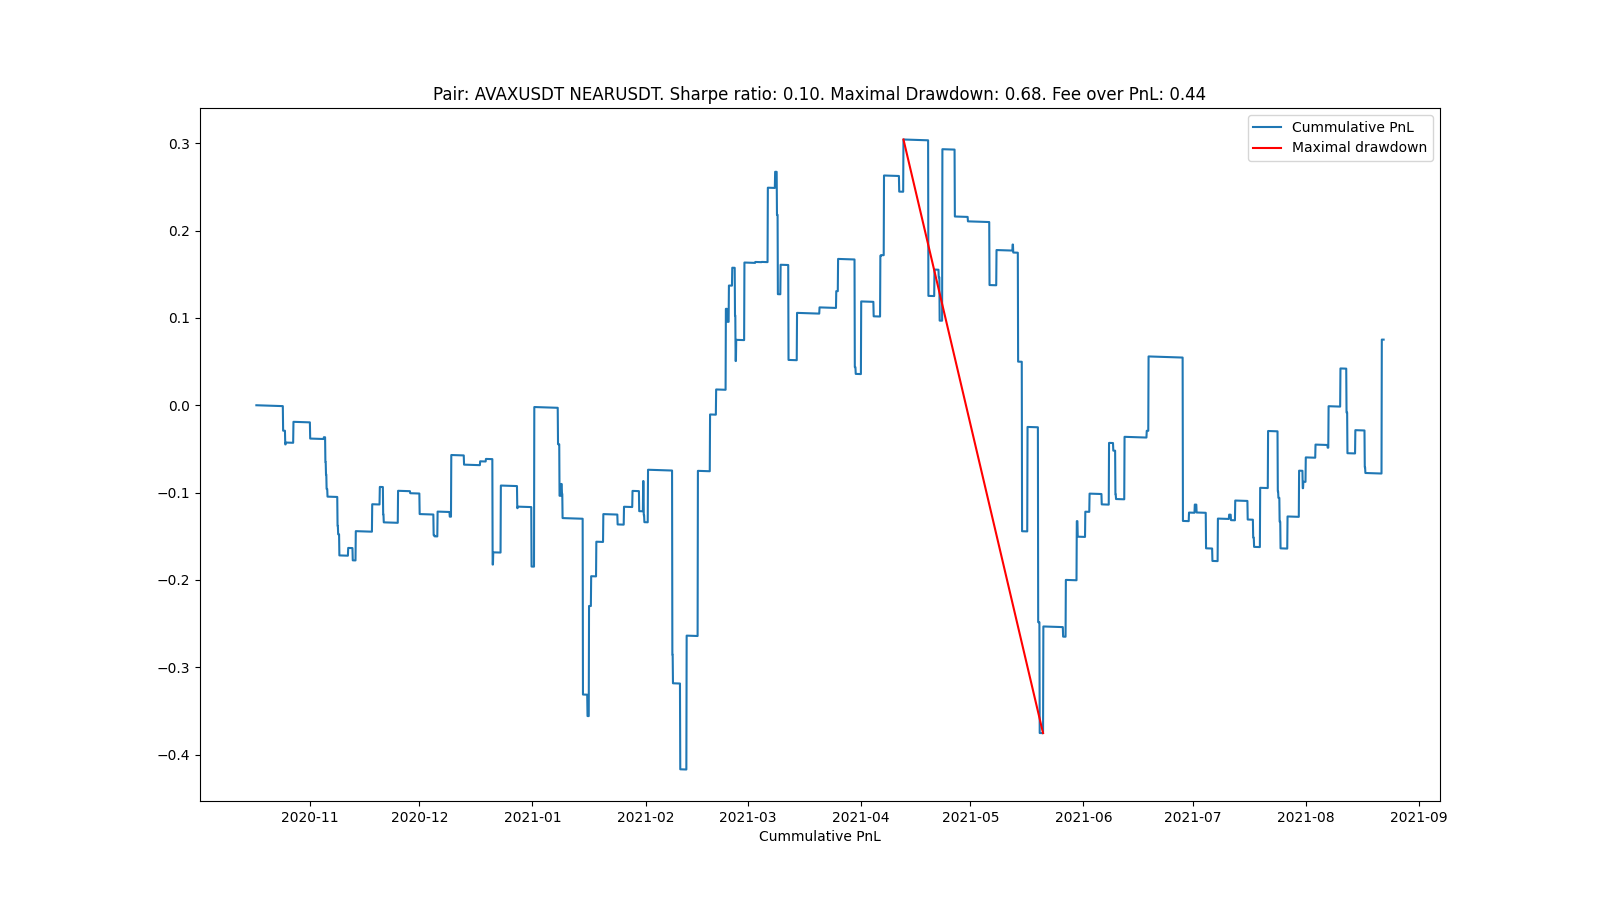 Pair: AVAXUSDT NEARUSDT. Sharpe ratio: 0.10. Maximal Drawdown: 0.68. Fee over PnL: 0.44
Cummulative PnL
Maximal drawdown
0.3
0.2
0.1
0.0
−0.1
−0.2
−0.3
−0.4
2020-11 2020-12 2021-01 2021-02 2021-03 2021-04 2021-05 2021-06 2021-07 2021-08 2021-09
Cummulative PnL